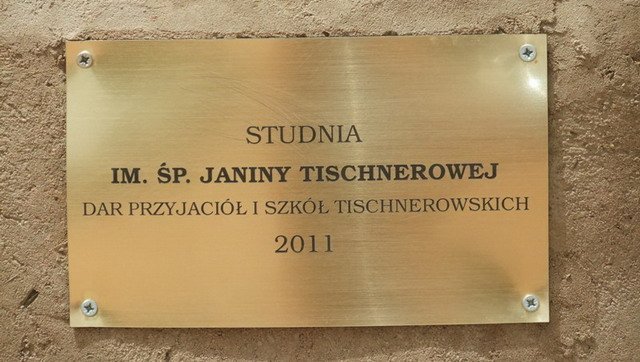 STUDNIA
IM. ŚP. JANINY TISCHNEROWEJ
DAR PRZYJACIÓŁ I SZKÓŁ TISCHNEROWSKICH
2011